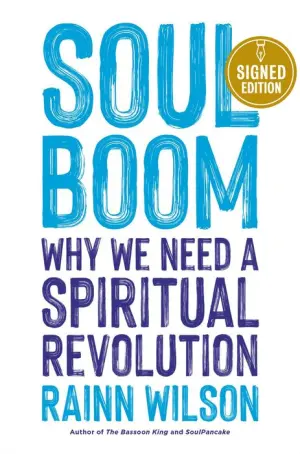 SOUL
BOOM
SIGNED
EDITION
WHY WE NEED A
SPIRITUAL
REVOLUTION
RAINN WILSON
Author of The Bassoon King and SoulPancake